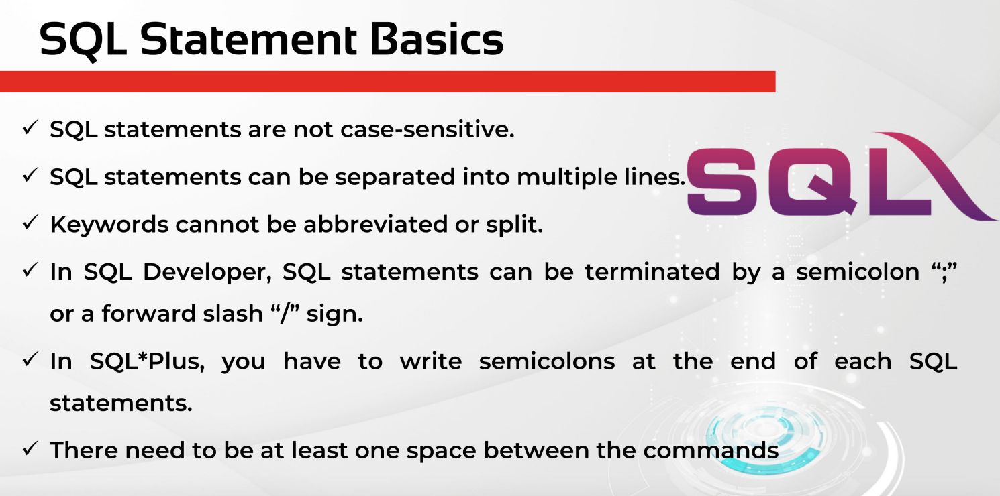 SQL Statement Basics
✓ SQL statements are not case-sensitive.
✓ SQL statements can be separated into multiple lines.
SQL
✓ Keywords cannot be abbreviated or split.
✓ In SQL Developer, SQL statements can be terminated by a semicolon “;”
or a forward slash “/” sign.
✓ In SQL*Plus, you have to write semicolons at the end of each SQL
statements.
✓ There need to be at least one space between the commands